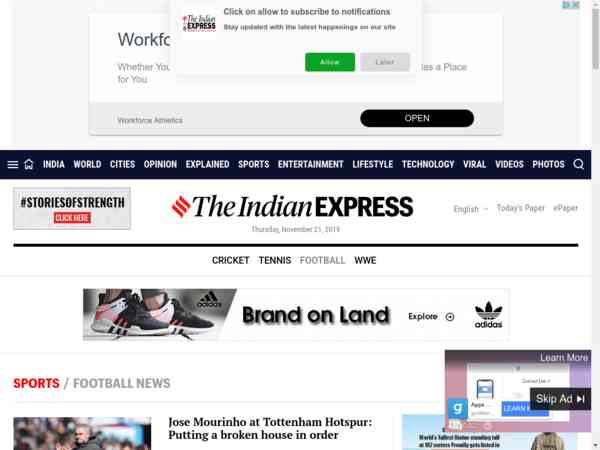 Click on allow to subscribe to notifications
Stay updated with the latest happenings on our site
The Indian
EXPRESS
Allow
Later
Whether You
as a Place
for You
Workforce Athletics
OPEN
INDIA WORLD CITIES OPINION EXPLAINED SPORTS ENTERTAINMENT LIFESTYLE TECHNOLOGY VIRAL VIDEOS PHOTOS
#STORIESOFSTRENGTH
CLICK HERE
The Indian EXPRESS
Thursday, November 21, 2019
English
Today's Paper
ePaper
CRICKET TENNIS FOOTBALL WWE
adidas
Brand on Land
Explore
adidas
Learn More
Apps ...
LEARN
Skip Ad
SPORTS / FOOTBALL NEWS
Jose Mourinho at Tottenham Hotspur:
Putting a broken house in order
World's Tallest Statue standing tall
at 182 meters Proudly gets listed in